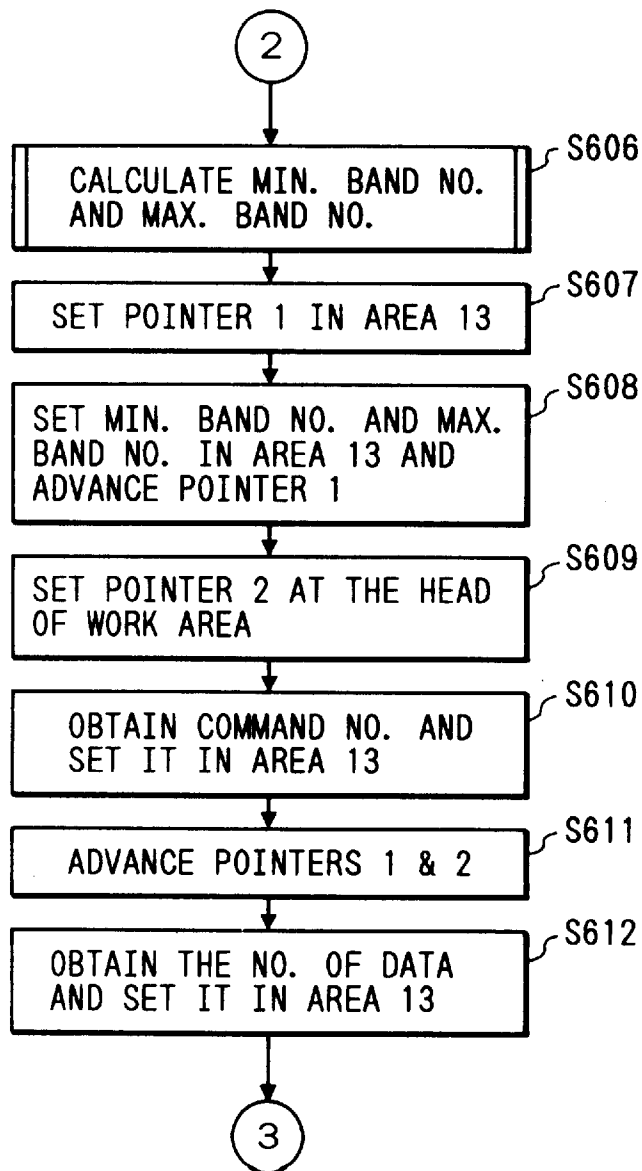 2
S606
CALCULATE MIN. BAND NO.
AND MAX. BAND NO.
S607
SET POINTER 1 IN AREA 13
S608
SET MIN. BAND NO. AND MAX.
BAND NO. IN AREA 13 AND
ADVANCE POINTER 1
S609
SET POINTER 2 AT THE HEAD
OF WORK AREA
S610
OBTAIN COMMAND NO. AND
SET IT IN AREA 13
S611
ADVANCE POINTERS 1 & 2
S612
OBTAIN THE NO. OF DATA
AND SET IT IN AREA 13
3